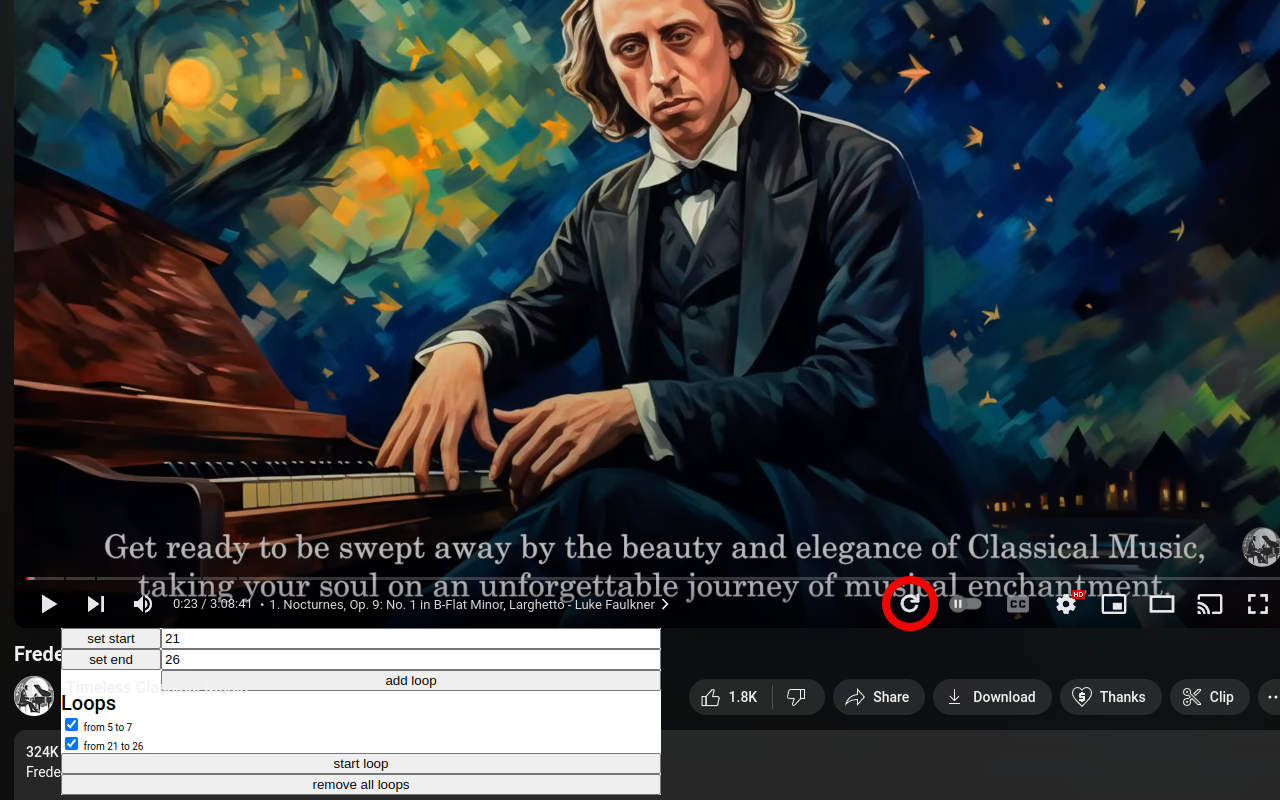 Get ready to be swept away by the beauty and elegance of Classical Music,
taking your soul on an unforgettable journey of musical enchantment.
0:23 / 3:08:41 • 1. Nocturnes, Op. 9: No. 1 in B-Flat Minor, Larghetto - Luke Faulkner
CC
HD
set start 21
Frede
set end 26
add loop
Timeless Cla
1.8K Share Download Thanks Clip
Loops
from 5 to 7
from 21 to 26
324K
start loop
Frede
remove all loops